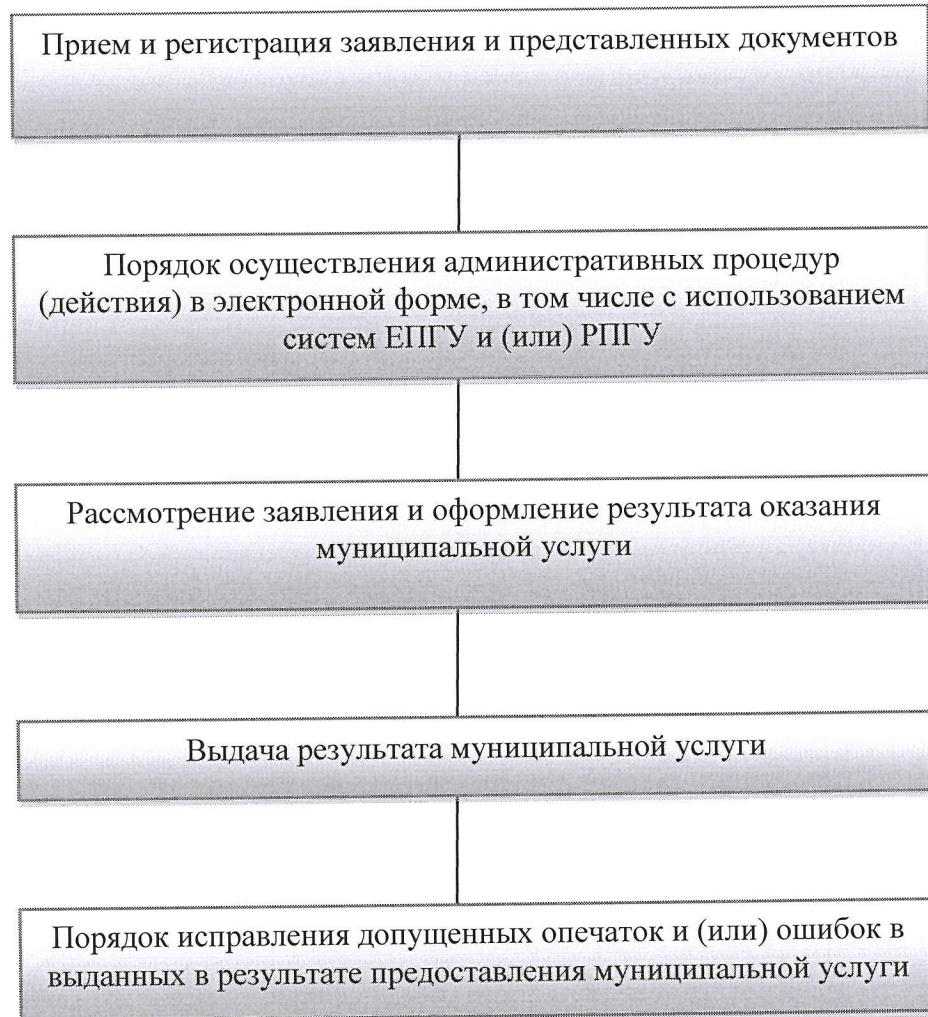 Прием и регистрация заявления и представленных документов
Порядок осуществления административных процедур
(действия) в электронной форме, в том числе с использованием
систем ЕПГУ и (или) РПГУ
Рассмотрение заявления и оформление результата оказания
муниципальной услуги
Выдача результата муниципальной услуги
Порядок исправления допущенных опечаток и (или) ошибок в
выданных в результате предоставления муниципальной услуги